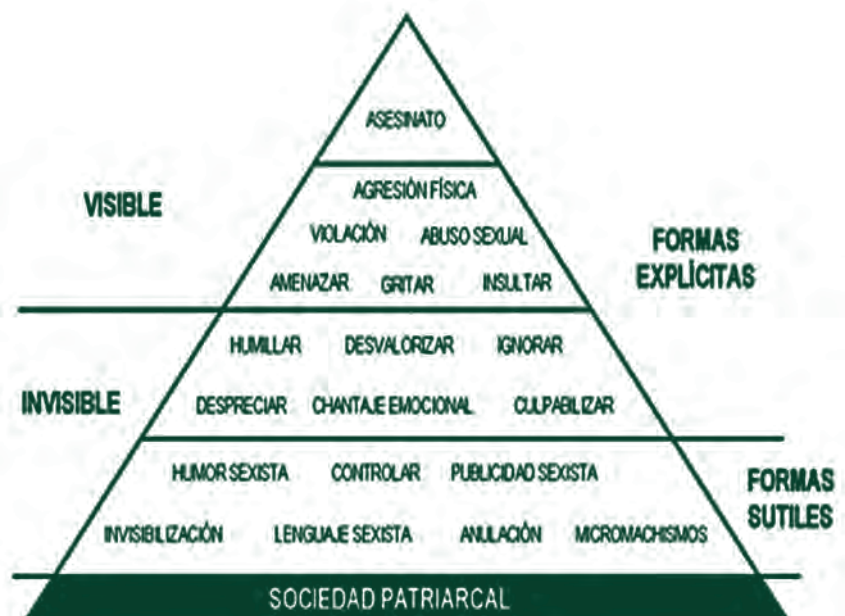 ASESINATO
AGRESIÓN FÍSICA
VISIBLE
VIOLACIÓN ABUSO SEXUAL
FORMAS
EXPLÍCITAS
AMENAZAR GRITAR INSULTAR
HUMILLAR DESVALORIZAR IGNORAR
INVISIBLE
DESPRECIAR CHANTAJE EMOCIONAL CULPABILIZAR
HUMOR SEXISTA CONTROLAR PUBLICIDAD SEXISTA
FORMAS
SUTILES
INVISIBILIZACIÓN LENGUAJE SEXISTA ANULACIÓN MICROMACHISMOS
SOCIEDAD PATRIARCAL